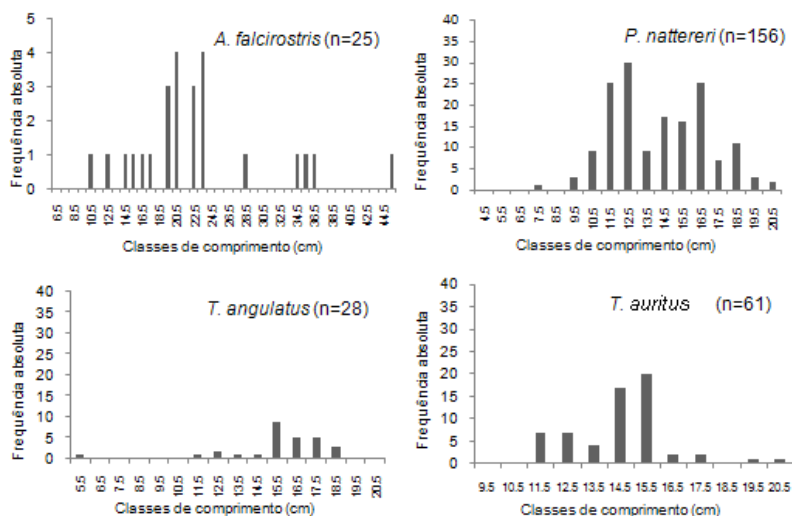 A. falcirostris (n=25)
Frequência absoluta
5
4
3
2
1
0
6.5 8.5 10.5 12.5 14.5 16.5 18.5 20.5 22.5 24.5 26.5 28.5 30.5 32.5 34.5 36.5 38.5 40.5 42.5 44.5
Classes de comprimento (cm)
P. nattereri (n=156)
Frequência absoluta
40
35
30
25
20
15
10
5
0
4.5 5.5 6.5 7.5 8.5 9.5 10.5 11.5 12.5 13.5 14.5 15.5 16.5 17.5 18.5 19.5 20.5
Classes de comprimento (cm)
T. angulatus (n=28)
Frequência absoluta
40
35
30
25
20
15
10
5
0
5.5 6.5 7.5 8.5 9.5 10.5 11.5 12.5 13.5 14.5 15.5 16.5 17.5 18.5 19.5 20.5
Classes de comprimento (cm)
T. auritus (n=61)
Frequência absoluta
40
35
30
25
20
15
10
5
0
9.5 10.5 11.5 12.5 13.5 14.5 15.5 16.5 17.5 18.5 19.5 20.5
Classes de comprimento (cm)